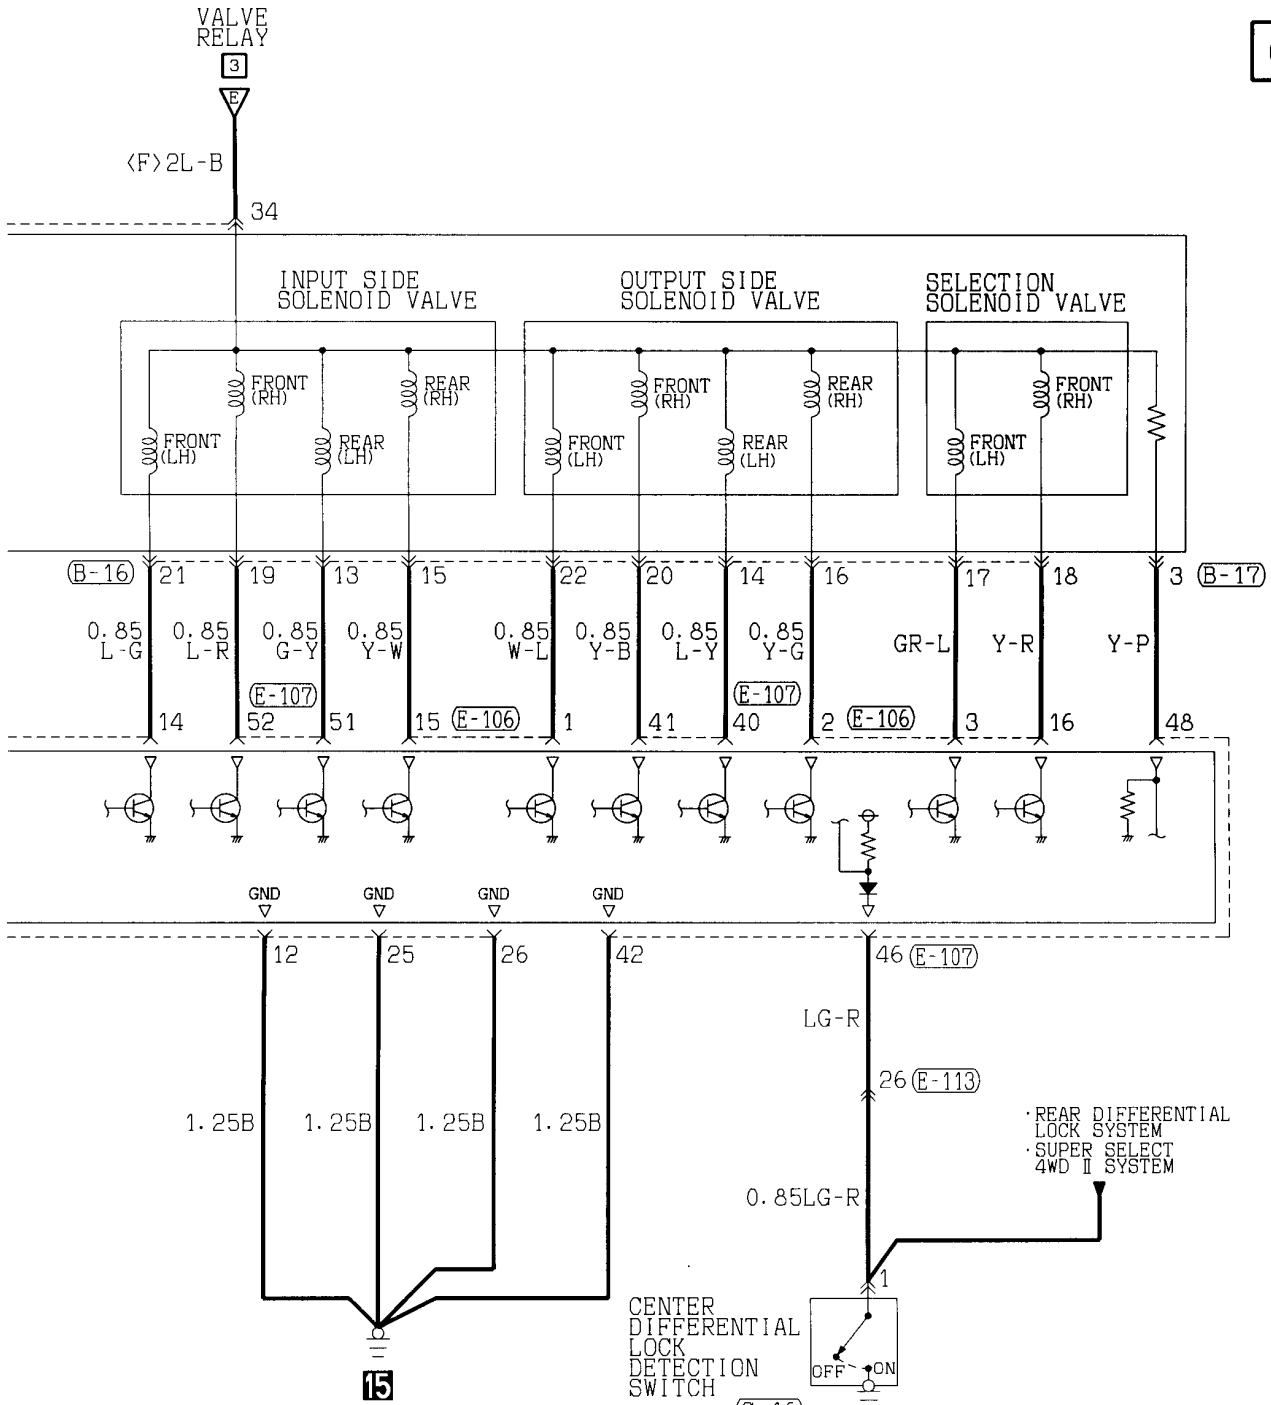 VALVE
RELAY
3
E
<F>2L-B
34
INPUT SIDE
SOLENOID VALVE
OUTPUT SIDE
SOLENOID VALVE
SELECTION
SOLENOID VALVE
FRONT
(RH)
REAR
(RH)
FRONT
(RH)
REAR
(RH)
FRONT
(RH)
FRONT
(LH)
REAR
(LH)
FRONT
(LH)
REAR
(LH)
FRONT
(LH)
B-16 21 19 13 15 22 20 14 16 17 18 3 B-17
0.85 0.85 0.85 0.85 0.85 0.85 0.85 0.85
L-G L-R G-Y Y-W W-L Y-B L-Y Y-G GR-L Y-R Y-P
E-107 E-107
14 52 51 15 E-106 1 41 40 2 E-106 3 16 48
GND GND GND GND
12 25 26 42 46 E-107
LG-R
26 E-113
1.25B 1.25B 1.25B 1.25B
·REAR DIFFERENTIAL
LOCK SYSTEM
·SUPER SELECT
4WD II SYSTEM
0.85LG-R
1
CENTER
DIFFERENTIAL
LOCK
DETECTION
SWITCH
OFF ON
15